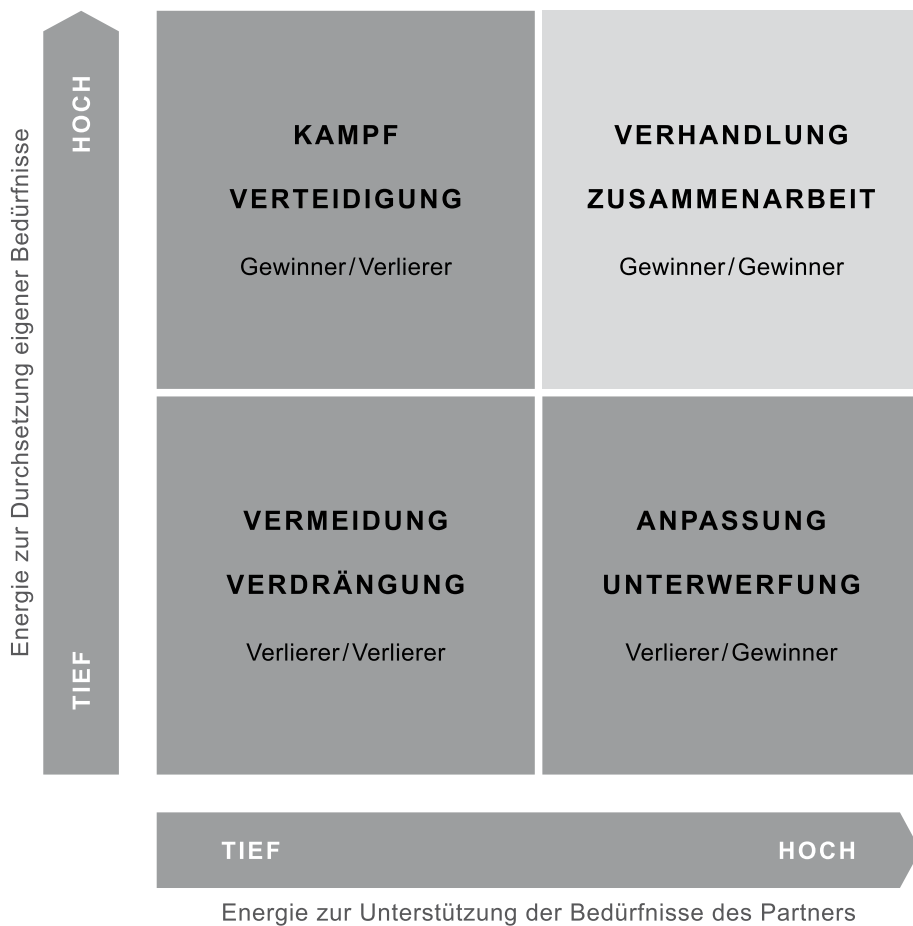 Energie zur Durchsetzung eigener Bedürfnisse
HOCH
TIEF
KAMPF
VERTEIDIGUNG
Gewinner/Verlierer
VERHANDLUNG
ZUSAMMENARBEIT
Gewinner/Gewinner
VERMEIDUNG
VERDRÄNGUNG
Verlierer/Verlierer
ANPASSUNG
UNTERWERFUNG
Verlierer/Gewinner
TIEF
HOCH
Energie zur Unterstützung der Bedürfnisse des Partners